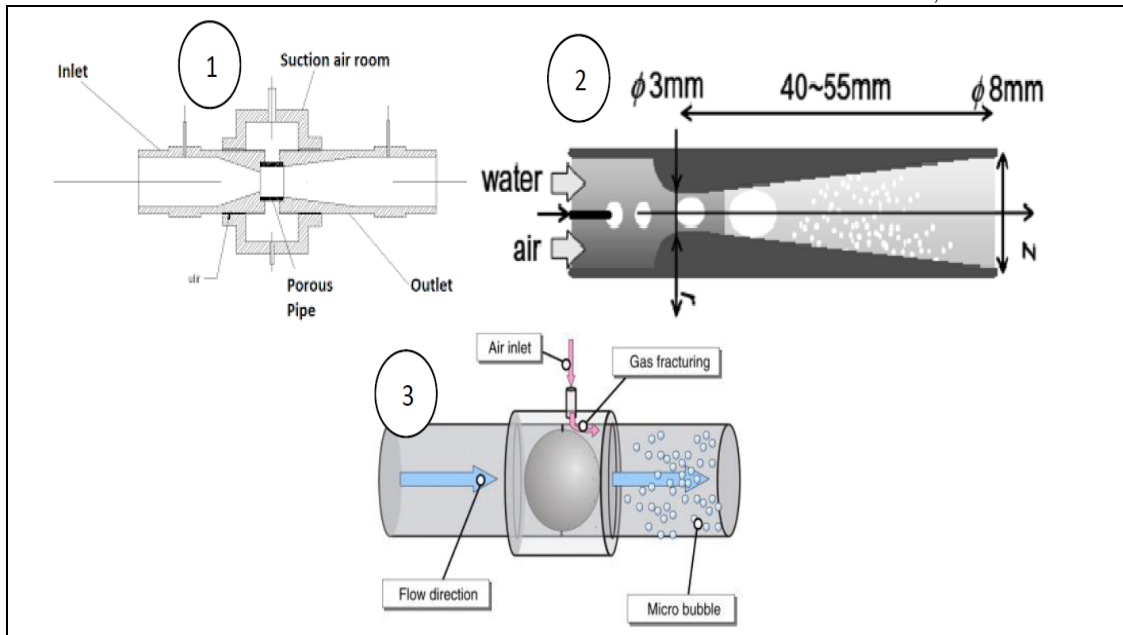 1
Suction air room
Inlet
Porous
Pipe
Outlet
2
ϕ3mm
40~55mm
ϕ8mm
water
air
r
z
3
Air inlet
Gas fracturing
Flow direction
Micro bubble